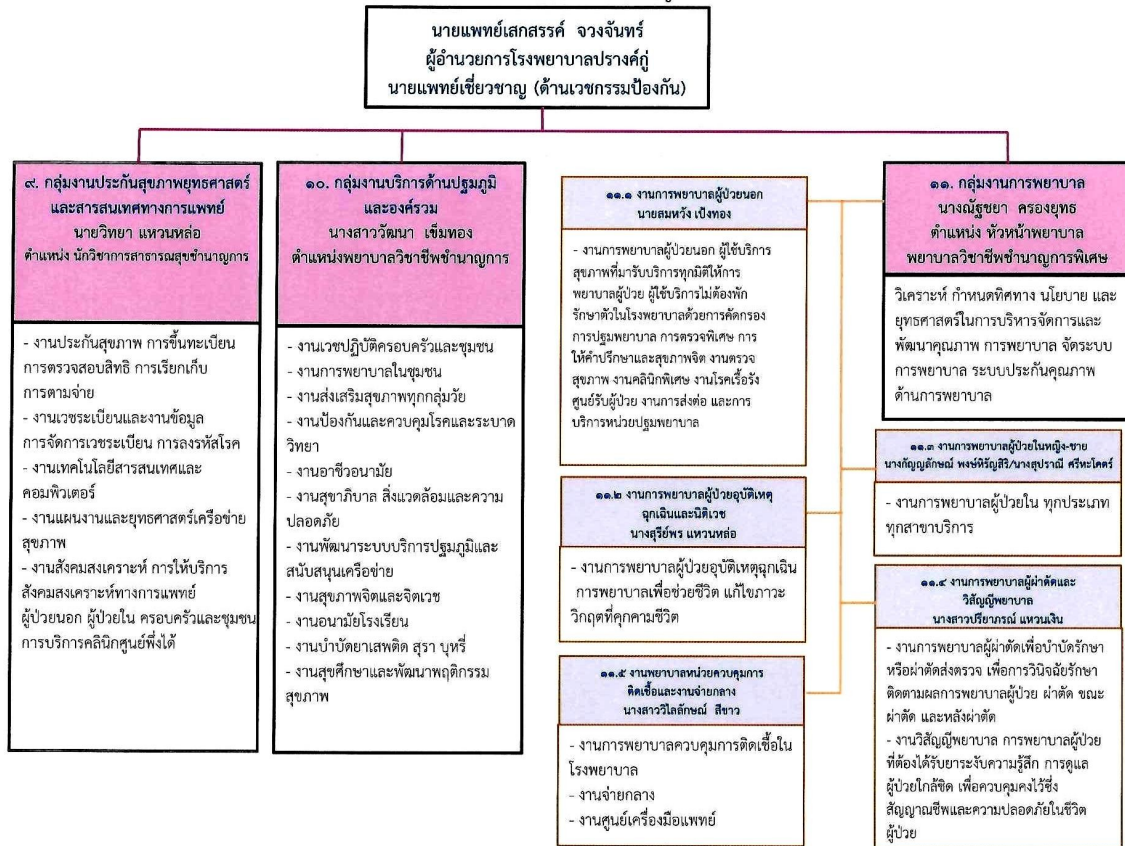 นายแพทย์เสกสรรค์ จวงจันทร์
ผู้อำนวยการโรงพยาบาลปรางค์กู่
นายแพทย์เชี่ยวชาญ (ด้านเวชกรรมป้องกัน)
๙. กลุ่มงานประกันสุขภาพยุทธศาสตร์
และสารสนเทศทางการแพทย์
นายวิทยา แหวนหล่อ
ตำแหน่ง นักวิชาการสาธารณสุขชำนาญการ
- งานประกันสุขภาพ การขึ้นทะเบียน
การตรวจสอบสิทธิ การเรียกเก็บ
การตามจ่าย
- งานเวชระเบียนและงานข้อมูล
การจัดการเวชระเบียน การลงรหัสโรค
- งานเทคโนโลยีสารสนเทศและ
คอมพิวเตอร์
- งานแผนงานและยุทธศาสตร์เครือข่าย
สุขภาพ
- งานสังคมสงเคราะห์ การให้บริการ
สังคมสงเคราะห์ทางการแพทย์
ผู้ป่วยนอก ผู้ป่วยใน ครอบครัวและชุมชน
การบริการคลินิกศูนย์พึ่งได้
๑๐. กลุ่มงานบริการด้านปฐมภูมิ
และองค์รวม
นางสาววัฒนา เข็มทอง
ตำแหน่งพยาบาลวิชาชีพชำนาญการ
- งานเวชปฏิบัติครอบครัวและชุมชน
- งานการพยาบาลในชุมชน
- งานส่งเสริมสุขภาพทุกกลุ่มวัย
- งานป้องกันและควบคุมโรคและระบาด
วิทยา
- งานอาชีวอนามัย
- งานสุขาภิบาล สิ่งแวดล้อมและความ
ปลอดภัย
- งานพัฒนาระบบบริการปฐมภูมิและ
สนับสนุนเครือข่าย
- งานสุขภาพจิตและจิตเวช
- งานอนามัยโรงเรียน
- งานบำบัดยาเสพติด สุรา บุหรี่
- งานสุขศึกษาและพัฒนาพฤติกรรม
สุขภาพ
๑๑. กลุ่มงานการพยาบาล
นางณัฐชยา ครองยุทธ
ตำแหน่ง หัวหน้าพยาบาล
พยาบาลวิชาชีพชำนาญการพิเศษ
วิเคราะห์ กำหนดทิศทาง นโยบาย และ
ยุทธศาสตร์ในการบริหารจัดการและ
พัฒนาคุณภาพ การพยาบาล จัดระบบ
การพยาบาล ระบบประกันคุณภาพ
ด้านการพยาบาล
๑๑.๑ งานการพยาบาลผู้ป่วยนอก
นายสมหวัง เป้งทอง
- งานการพยาบาลผู้ป่วยนอก ผู้ใช้บริการ
สุขภาพที่มารับบริการทุกมิติให้การ
พยาบาลผู้ป่วย ผู้ใช้บริการไม่ต้องพัก
รักษาตัวในโรงพยาบาลด้วยการคัดกรอง
การปฐมพยาบาล การตรวจพิเศษ การ
ให้คำปรึกษาและสุขภาพจิต งานตรวจ
สุขภาพ งานคลินิกพิเศษ งานโรคเรื้อรัง
ศูนย์รับผู้ป่วย งานการส่งต่อ และการ
บริการหน่วยปฐมพยาบาล
๑๑.๒ งานการพยาบาลผู้ป่วยอุบัติเหตุ
ฉุกเฉินและนิติเวช
นางสุรีย์พร แหวนหล่อ
- งานการพยาบาลผู้ป่วยอุบัติเหตุฉุกเฉิน
การพยาบาลเพื่อช่วยชีวิต แก้ไขภาวะ
วิกฤตที่คุกคามชีวิต
๑๑.๓ งานการพยาบาลผู้ป่วยในหญิง-ชาย
นางกัญญลักษณ์ พงษ์หิรัญสิริ/นางสุปราณี ศรีหะโคตร์
- งานการพยาบาลผู้ป่วยใน ทุกประเภท
ทุกสาขาบริการ
๑๑.๔ งานการพยาบาลผู้ผ่าตัดและ
วิสัญญีพยาบาล
นางสาวปรียาภรณ์ แหวนเงิน
- งานการพยาบาลผู้ผ่าตัดเพื่อบำบัดรักษา
หรือผ่าตัดส่งตรวจ เพื่อการวินิจฉัยรักษา
ติดตามผลการพยาบาลผู้ป่วย ผ่าตัด ขณะ
ผ่าตัด และหลังผ่าตัด
- งานวิสัญญีพยาบาล การพยาบาลผู้ป่วย
ที่ต้องได้รับยาระงับความรู้สึก การดูแล
ผู้ป่วยใกล้ชิด เพื่อควบคุมคงไว้ซึ่ง
สัญญาณชีพและความปลอดภัยในชีวิต
ผู้ป่วย
๑๑.๕ งานพยาบาลหน่วยควบคุมการ
ติดเชื้อและงานจ่ายกลาง
นางสาววิไลลักษณ์ สีขาว
- งานการพยาบาลควบคุมการติดเชื้อใน
โรงพยาบาล
- งานจ่ายกลาง
- งานศูนย์เครื่องมือแพทย์